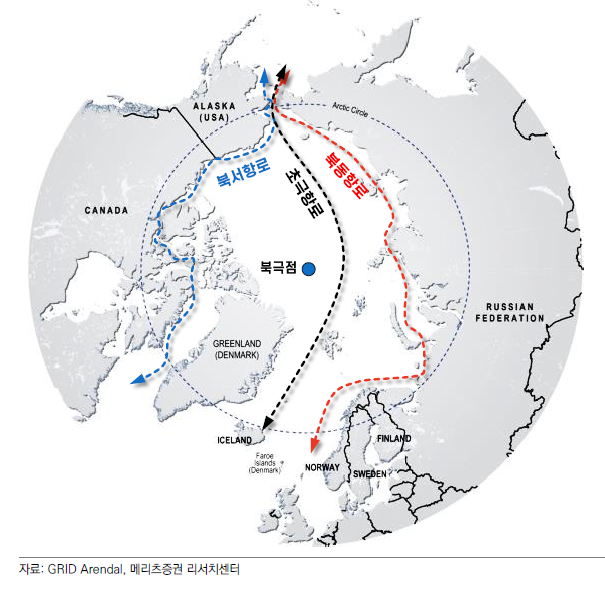 ALASKA
(USA)
Arctic Circle
북서항로
초극항로
북동항로
CANADA
북극점
RUSSIAN
FEDERATION
GREENLAND
(DENMARK)
ICELAND
Faroe
Islands
(Denmark)
NORWAY
SWEDEN
FINLAND
자료: GRID Arendal, 메리츠증권 리서치센터